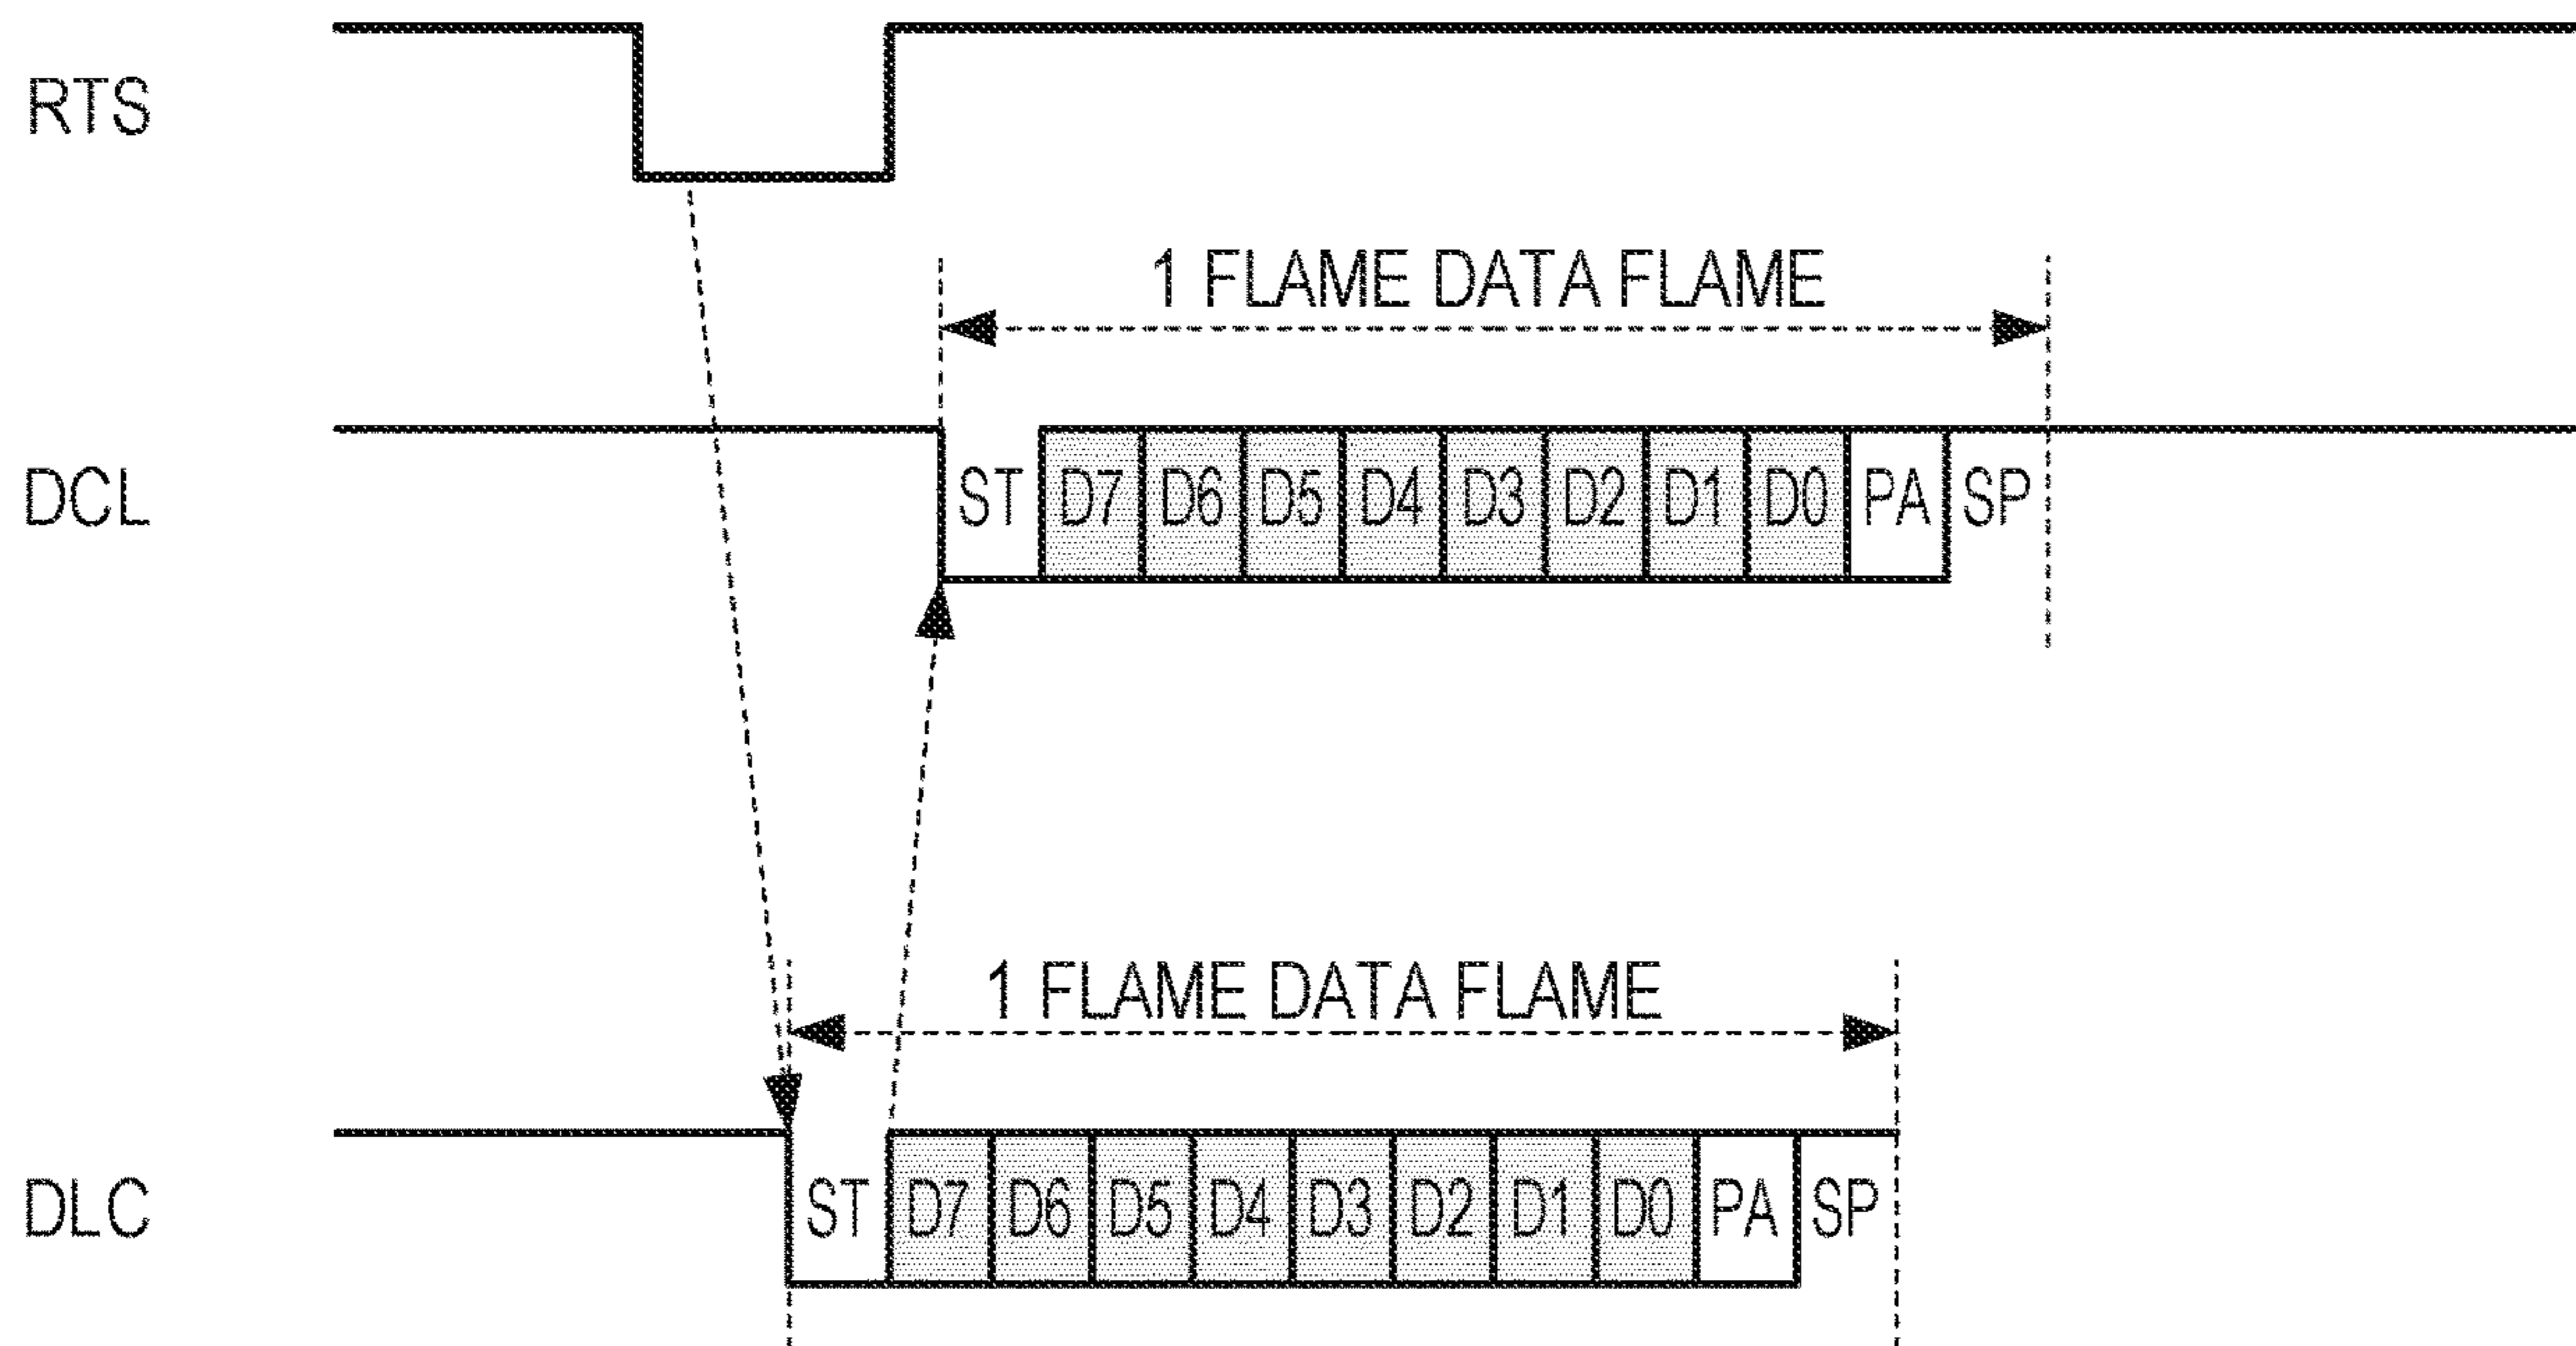 RTS
1 FLAME DATA FLAME
DCL ST D7 D6 D5 D4 D3 D2 D1 D0 PA SP
1 FLAME DATA FLAME
DLC ST D7 D6 D5 D4 D3 D2 D1 D0 PA SP